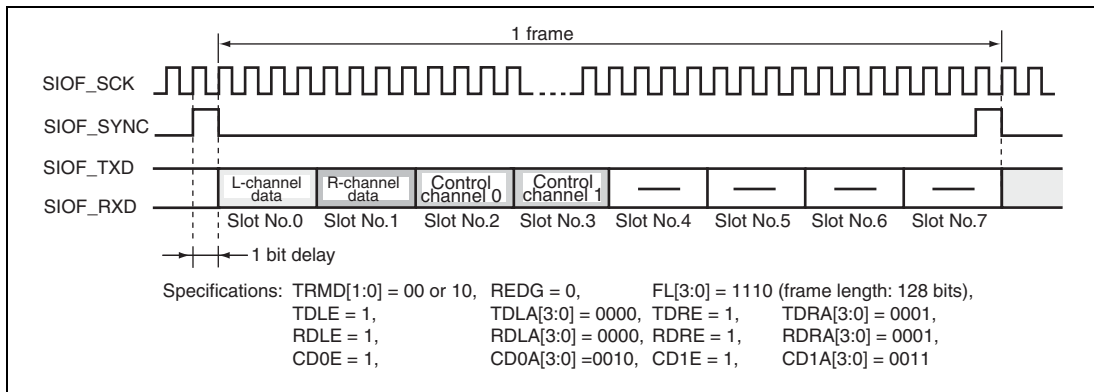 1 frame
SIOF_SCK
SIOF_SYNC
SIOF_TXD
SIOF_RXD
L-channel data
R-channel data
Control channel 0
Control channel 1
Slot No.0 Slot No.1 Slot No.2 Slot No.3 Slot No.4 Slot No.5 Slot No.6 Slot No.7
1 bit delay
Specifications: TRMD[1:0] = 00 or 10, REDG = 0, FL[3:0] = 1110 (frame length: 128 bits),
TDLE = 1, TDLA[3:0] = 0000, TDRE = 1, TDRA[3:0] = 0001,
RDLE = 1, RDLA[3:0] = 0000, RDRE = 1, RDRA[3:0] = 0001,
CD0E = 1, CD0A[3:0] =0010, CD1E = 1, CD1A[3:0] = 0011